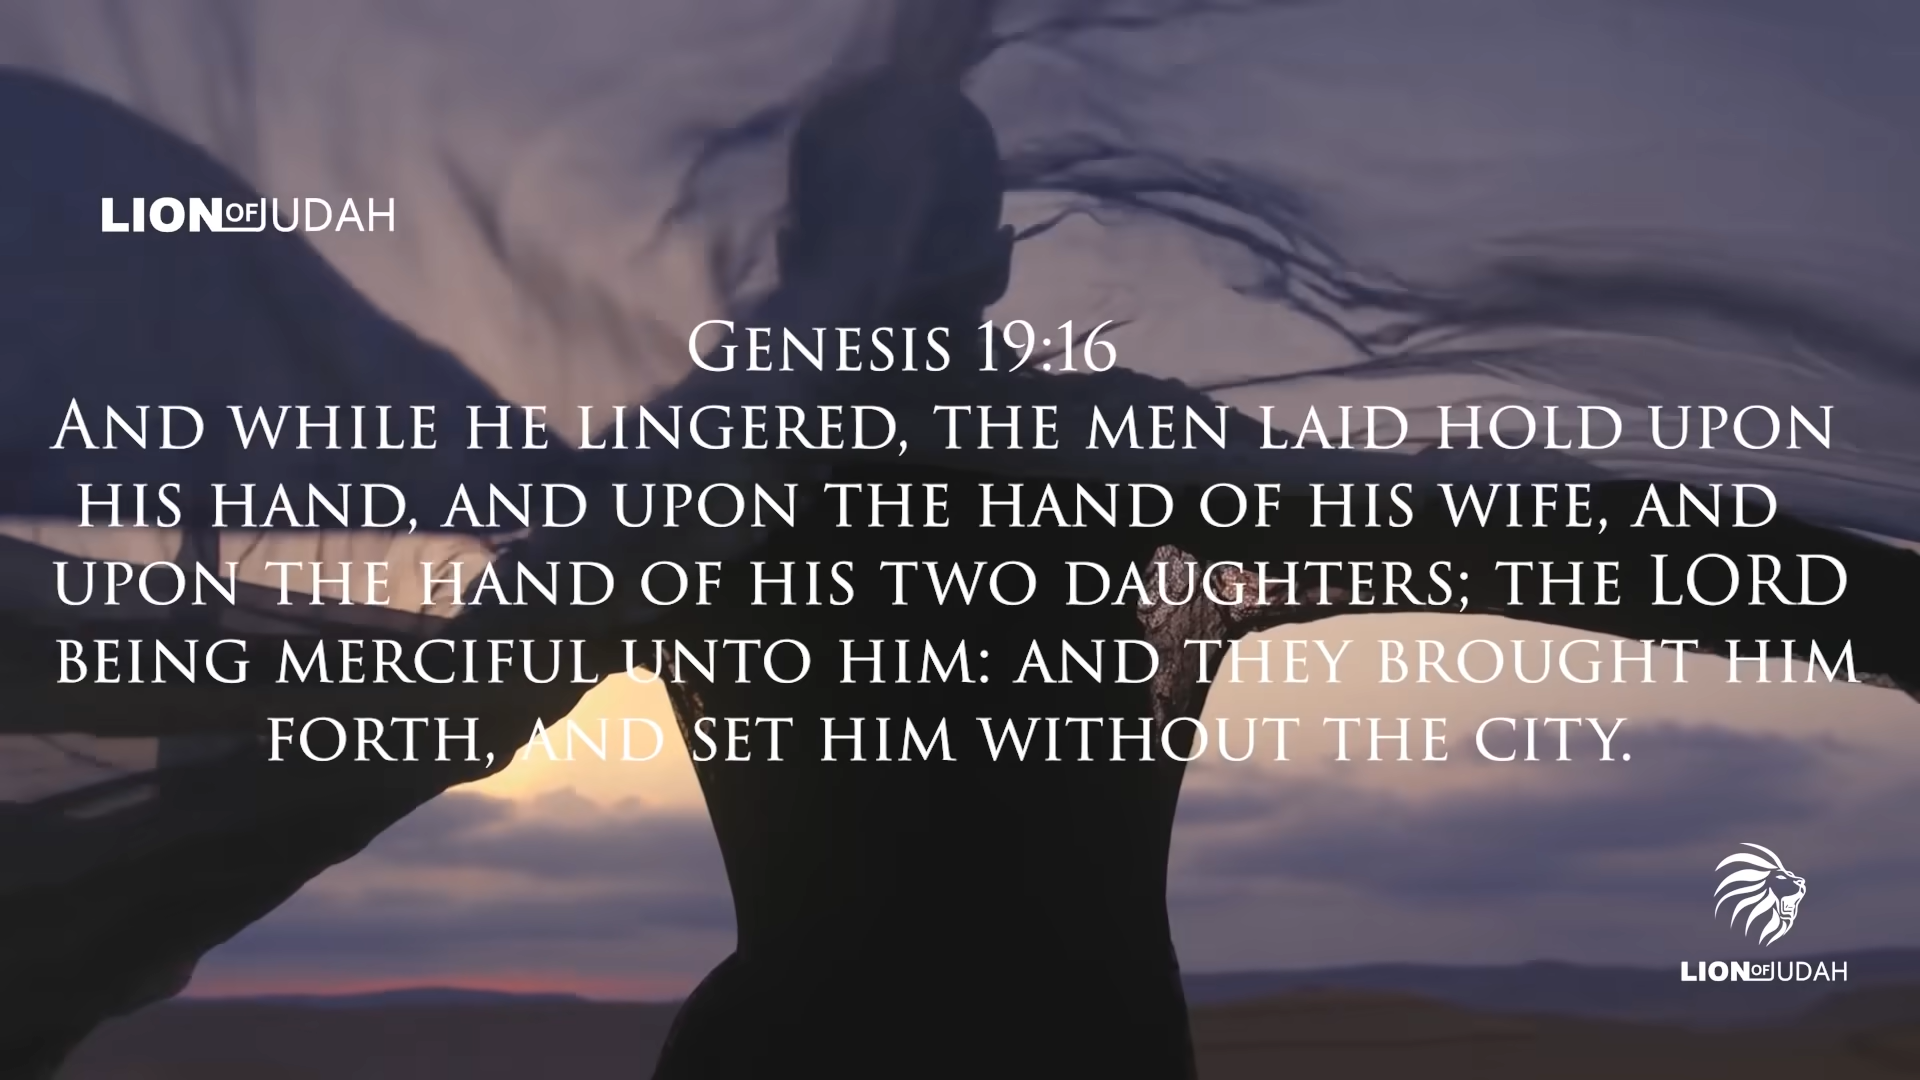 LION OF JUDAH
Genesis 19:16
And while he lingered, the men laid hold upon
his hand, and upon the hand of his wife, and
upon the hand of his two daughters; the LORD
being merciful unto him: and they brought him
forth, and set him without the city.
LION OF JUDAH